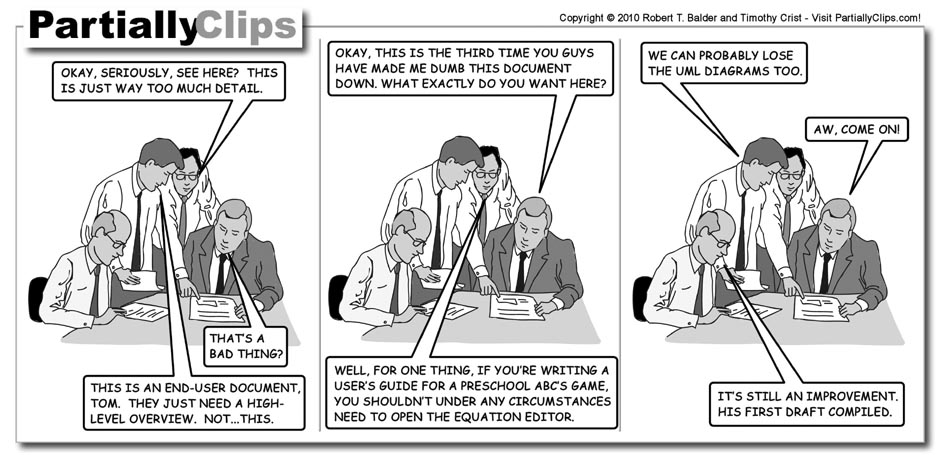 PartiallyClips
Copyright © 2010 Robert T. Balder and Timothy Crist - Visit PartiallyClips.com!
OKAY, SERIOUSLY, SEE HERE? THIS
IS JUST WAY TOO MUCH DETAIL.
THAT'S A
BAD THING?
THIS IS AN END-USER DOCUMENT,
TOM. THEY JUST NEED A HIGH-
LEVEL OVERVIEW. NOT...THIS.
OKAY, THIS IS THE THIRD TIME YOU GUYS
HAVE MADE ME DUMB THIS DOCUMENT
DOWN. WHAT EXACTLY DO YOU WANT HERE?
WELL, FOR ONE THING, IF YOU'RE WRITING A
USER'S GUIDE FOR A PRESCHOOL ABC'S GAME,
YOU SHOULDN'T UNDER ANY CIRCUMSTANCES
NEED TO OPEN THE EQUATION EDITOR.
WE CAN PROBABLY LOSE
THE UML DIAGRAMS TOO.
AW, COME ON!
IT'S STILL AN IMPROVEMENT.
HIS FIRST DRAFT COMPILED.